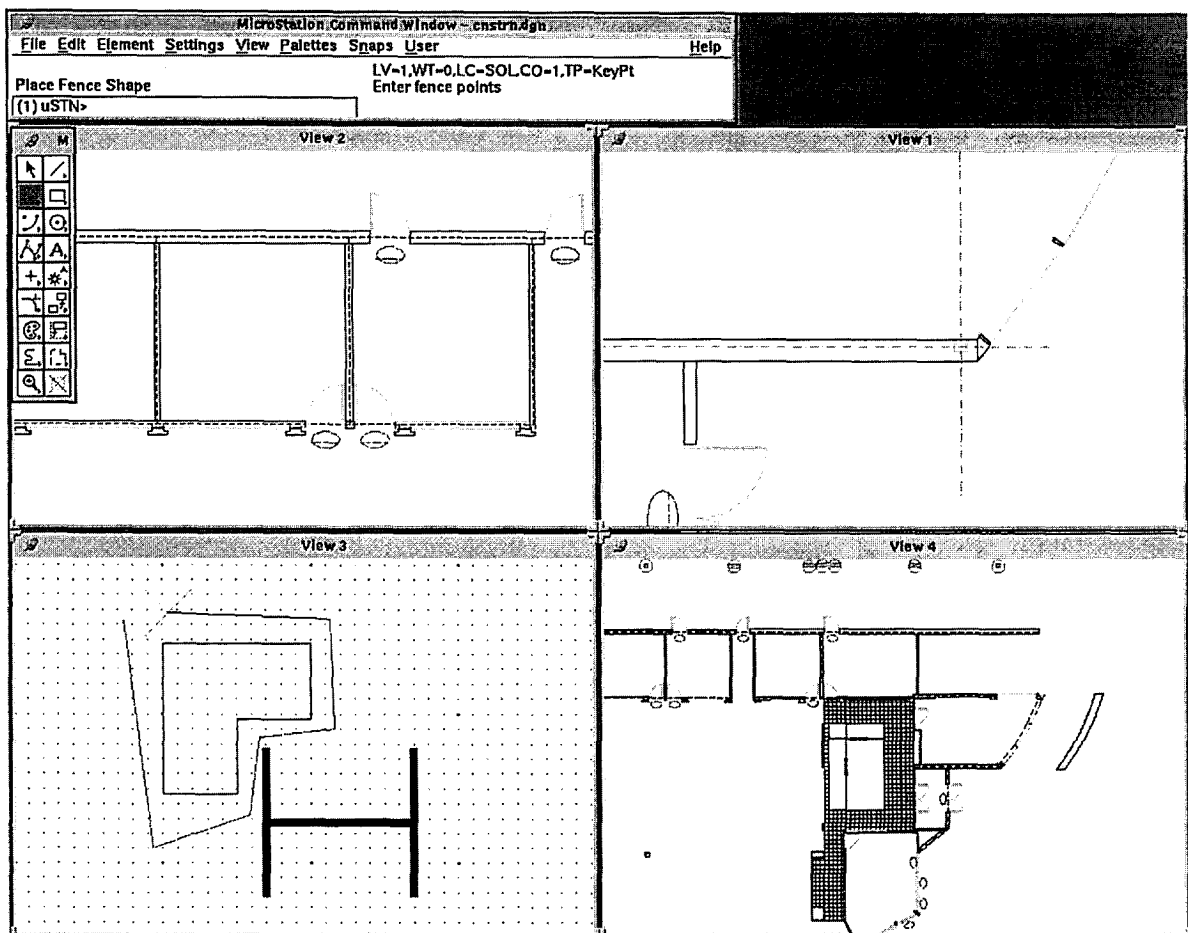 MicroStation Command Window - cnstrn.dgn
File Edit Element Settings View Palettes Snaps User Help
LV=1,WT=0,LC=SOL,CO=1,TP=KeyPt
Place Fence Shape Enter fence points
(1) uSTN>
M
View 2
View 1
A
View 3
View 4